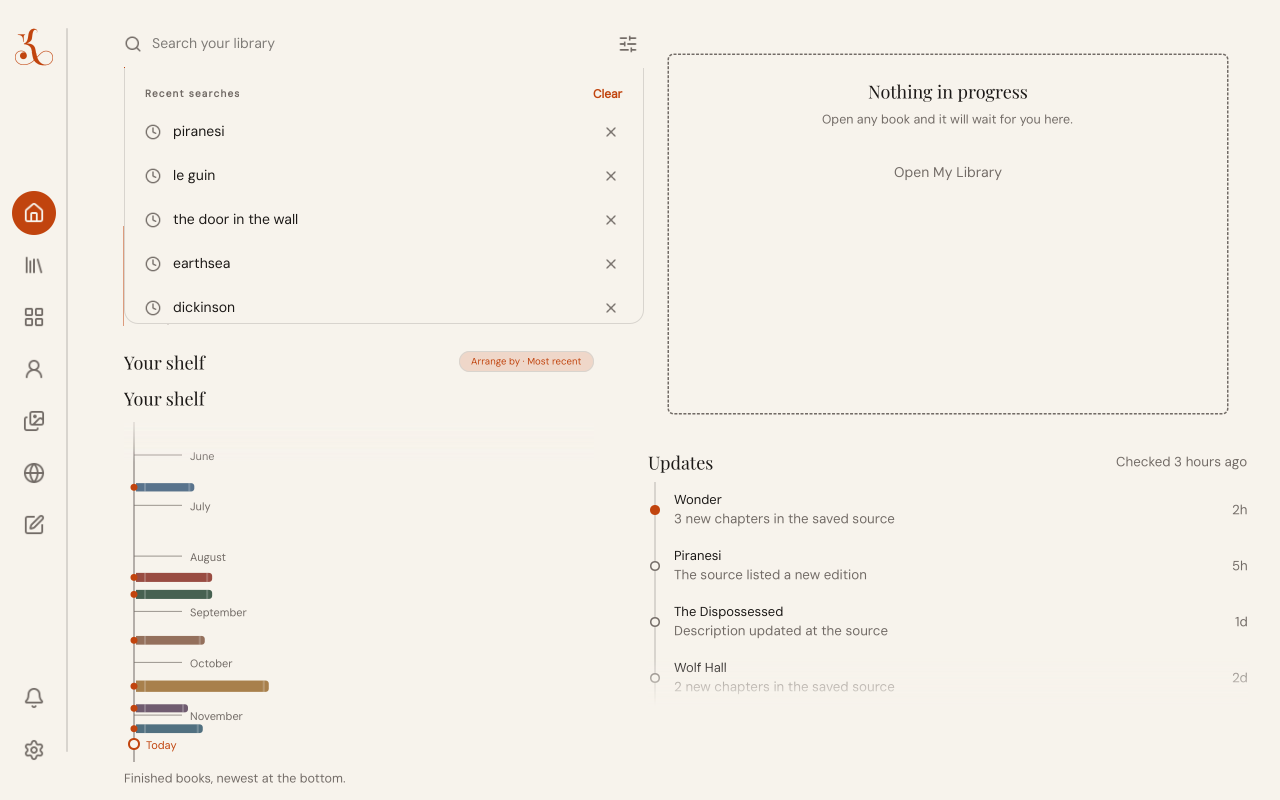 Search your library
Recent searches
Clear
piranesi
le guin
the door in the wall
earthsea
dickinson
Your shelf
Arrange by · Most recent
Your shelf
June
July
August
September
October
November
Today
Finished books, newest at the bottom.
Nothing in progress
Open any book and it will wait for you here.
Open My Library
Updates
Checked 3 hours ago
Wonder
3 new chapters in the saved source
2h
Piranesi
The source listed a new edition
5h
The Dispossessed
Description updated at the source
1d
Wolf Hall
2 new chapters in the saved source
2d